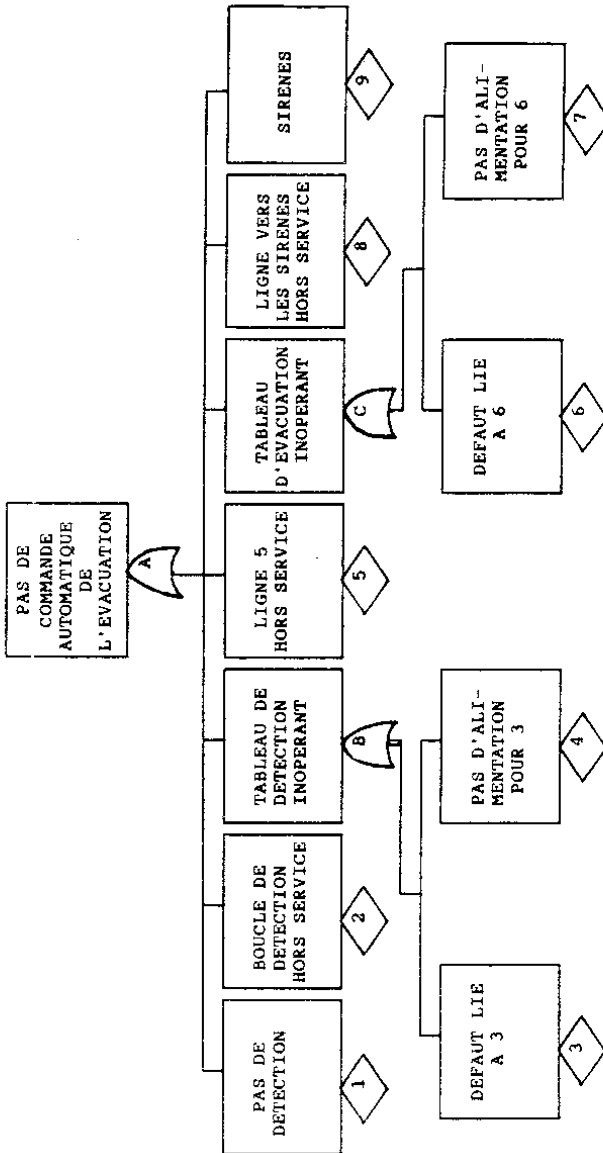 PAS DE
COMMANDE
AUTOMATIQUE
DE
L'EVACUATION
A
PAS DE
DETECTION
1
BOUCLE DE
DETECTION
HORS SERVICE
2
TABLEAU DE
DETECTION
INOPERANT
B
LIGNE 5
HORS SERVICE
5
TABLEAU
D'EVACUATION
INOPERANT
C
LIGNE VERS
LES SIRENES
HORS SERVICE
8
SIRENES
9
DEFAUT LIE
A 3
3
PAS D'ALI-
MENTATION
POUR 3
4
DEFAUT LIE
A 6
6
PAS D'ALI-
MENTATION
POUR 6
7